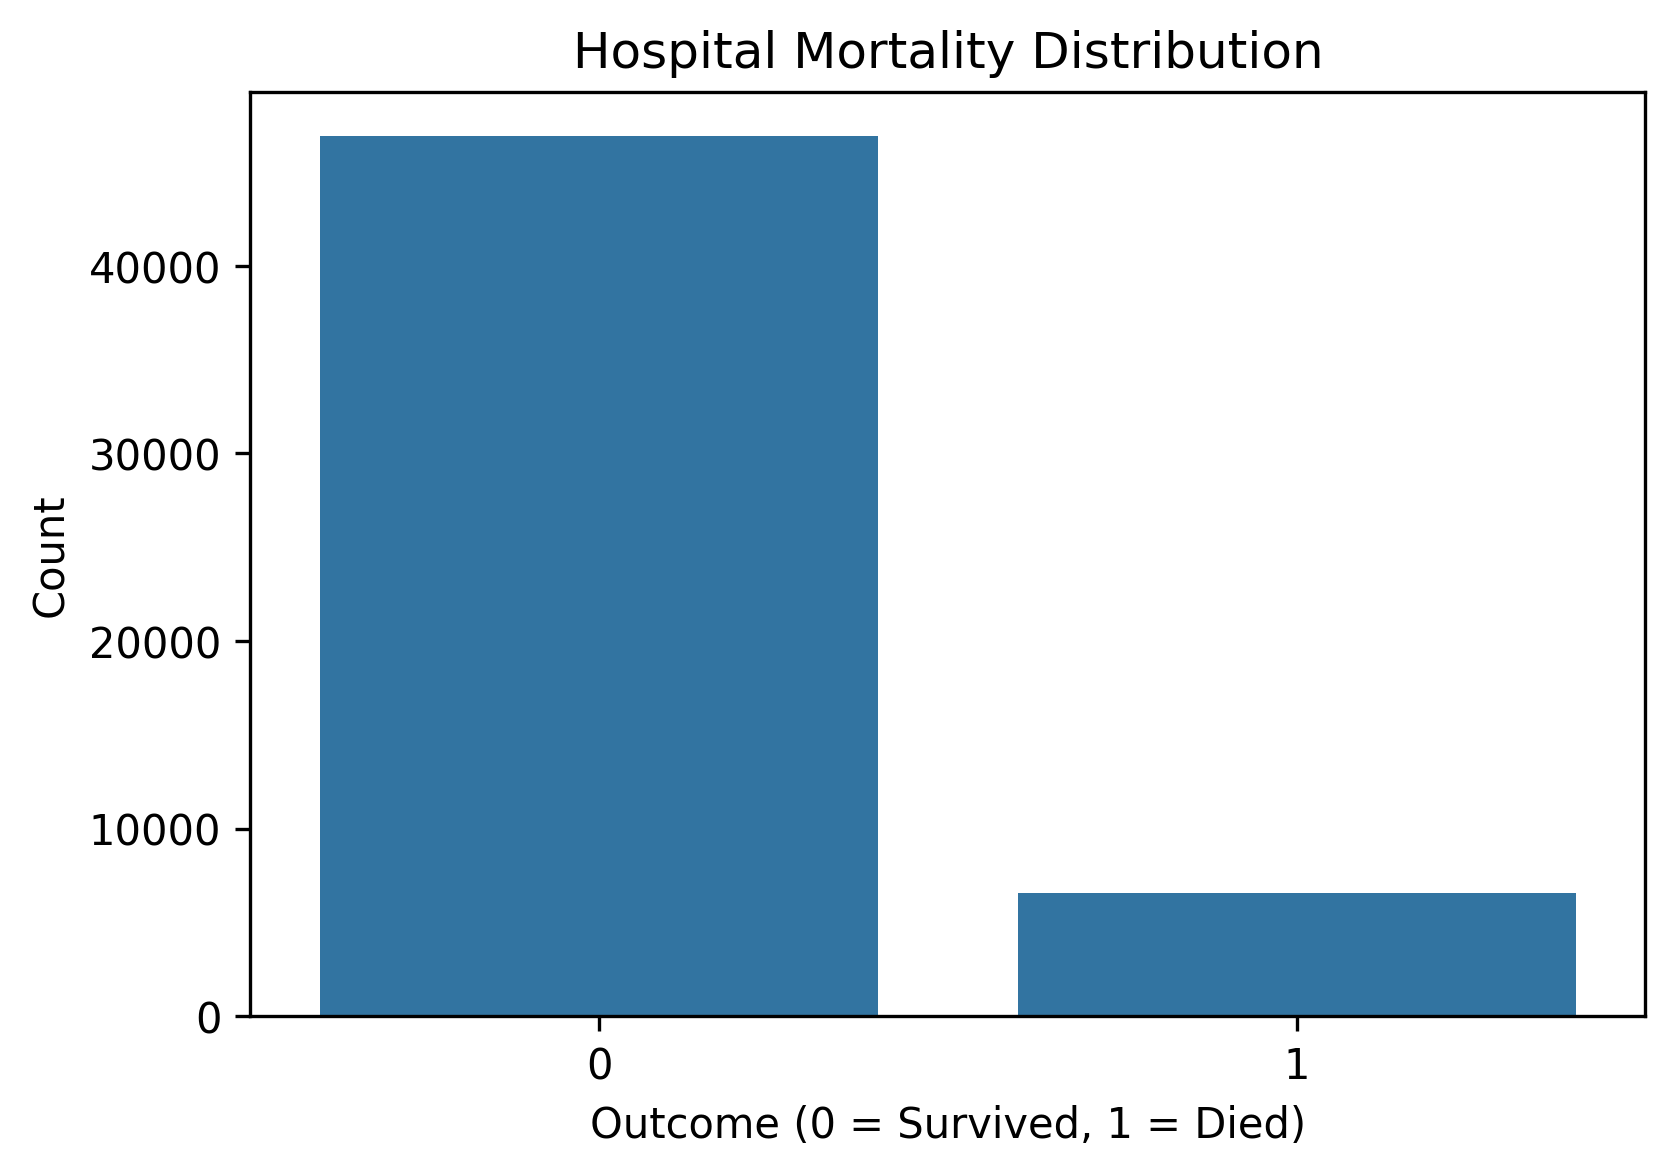 Hospital Mortality Distribution
40000
30000
20000
10000
0
Count
0 1
Outcome (0 = Survived, 1 = Died)